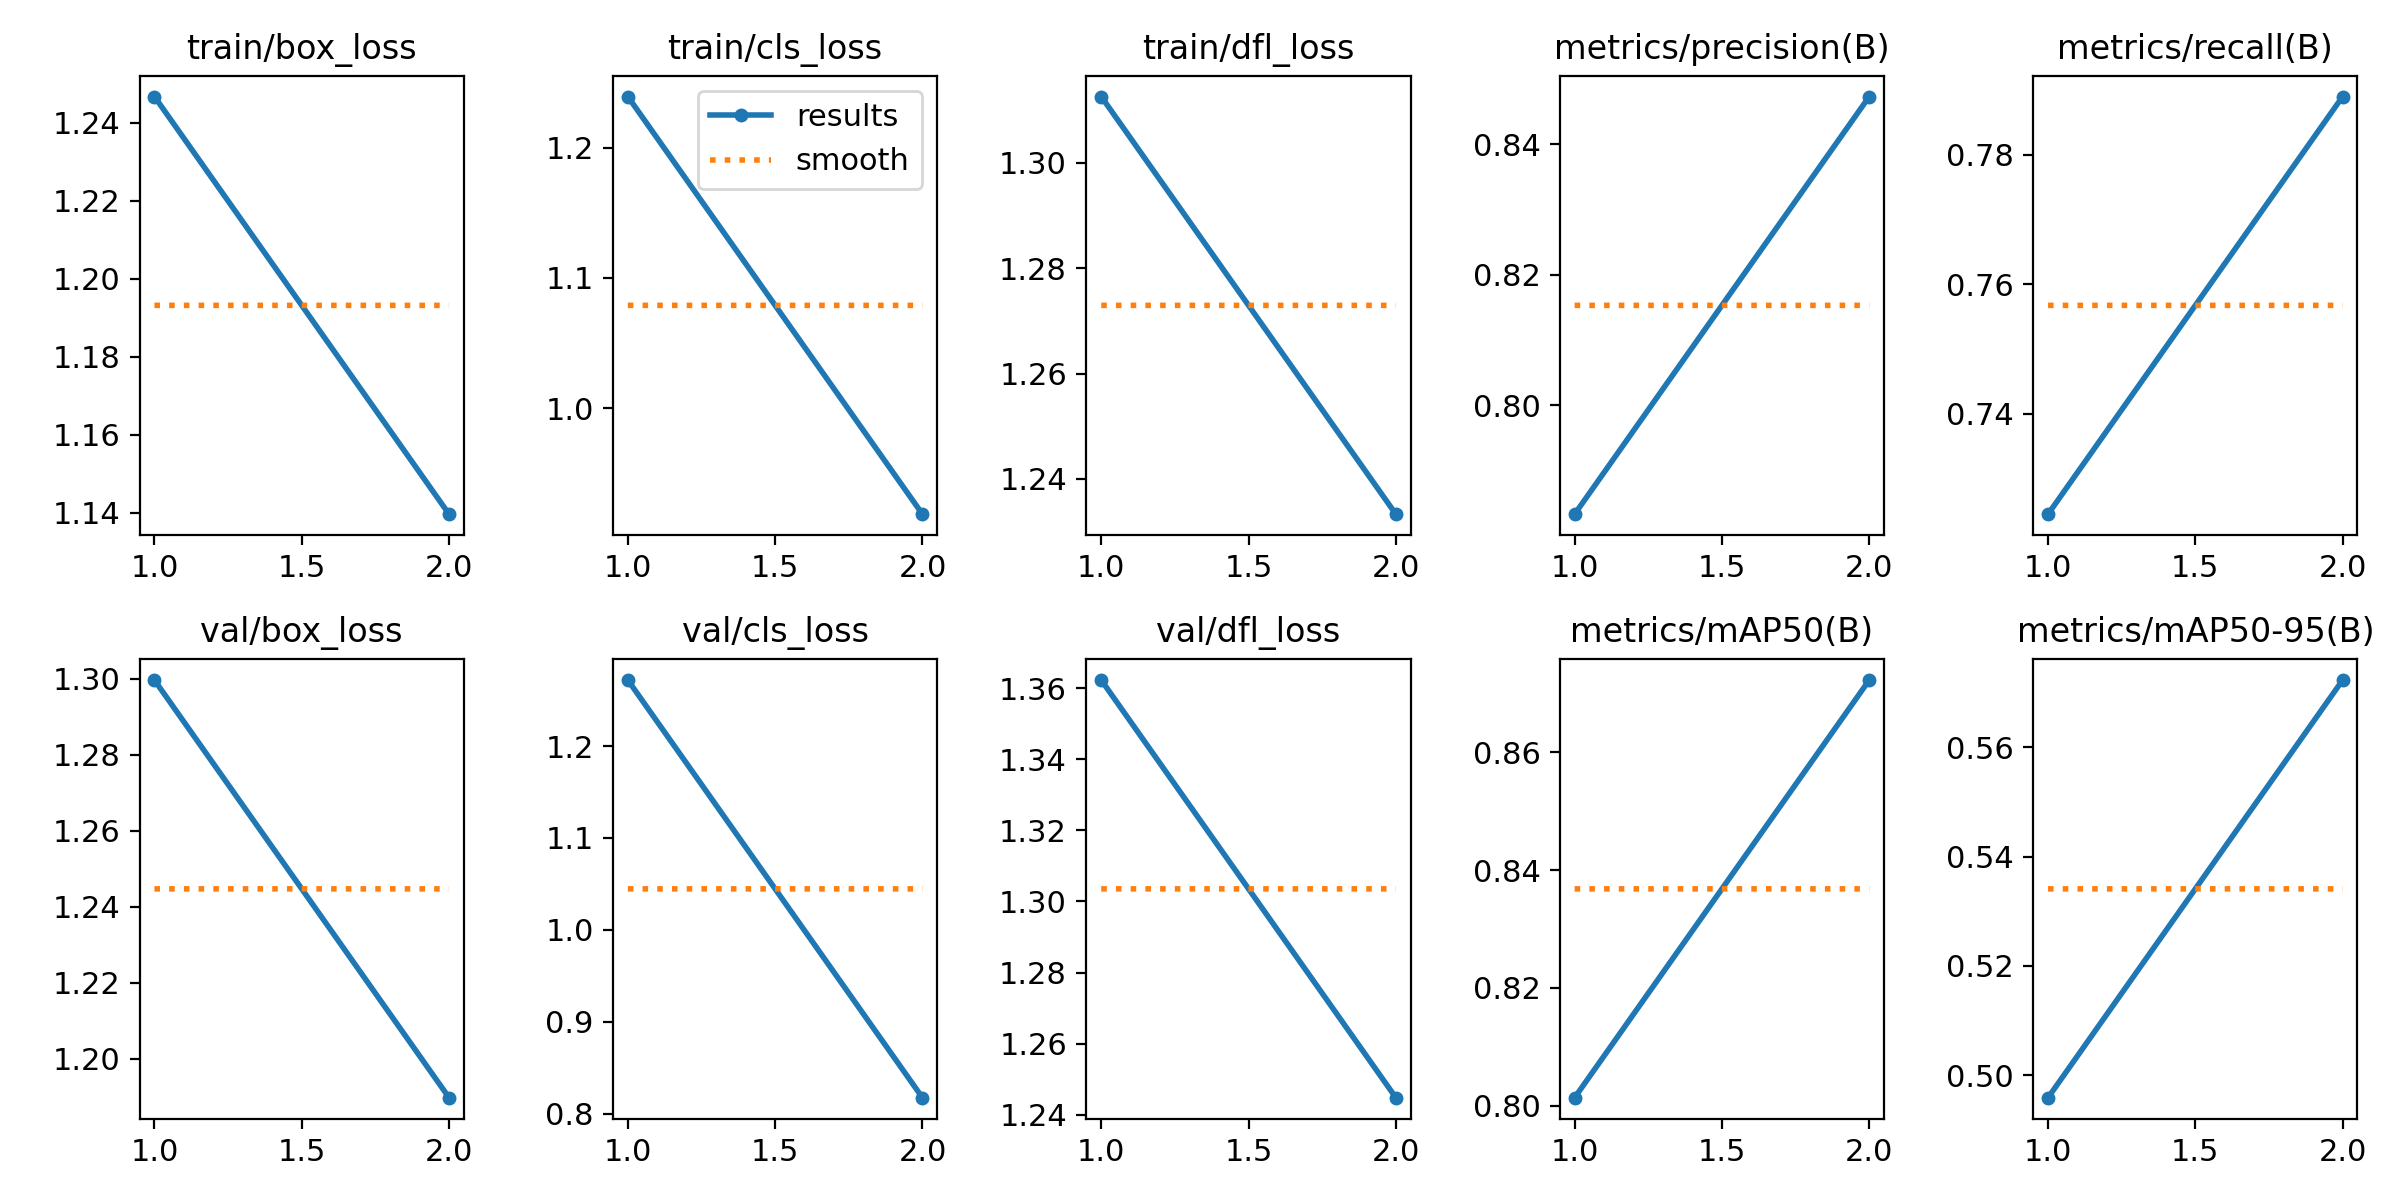 train/box_loss
1.24
1.22
1.20
1.18
1.16
1.14
1.0 1.5 2.0
train/cls_loss
results
smooth
1.2
1.1
1.0
1.0 1.5 2.0
train/dfl_loss
1.30
1.28
1.26
1.24
1.0 1.5 2.0
metrics/precision(B)
0.84
0.82
0.80
1.0 1.5 2.0
metrics/recall(B)
0.78
0.76
0.74
1.0 1.5 2.0
val/box_loss
1.30
1.28
1.26
1.24
1.22
1.20
1.0 1.5 2.0
val/cls_loss
1.2
1.1
1.0
0.9
0.8
1.0 1.5 2.0
val/dfl_loss
1.36
1.34
1.32
1.30
1.28
1.26
1.24
1.0 1.5 2.0
metrics/mAP50(B)
0.86
0.84
0.82
0.80
1.0 1.5 2.0
metrics/mAP50-95(B)
0.56
0.54
0.52
0.50
1.0 1.5 2.0